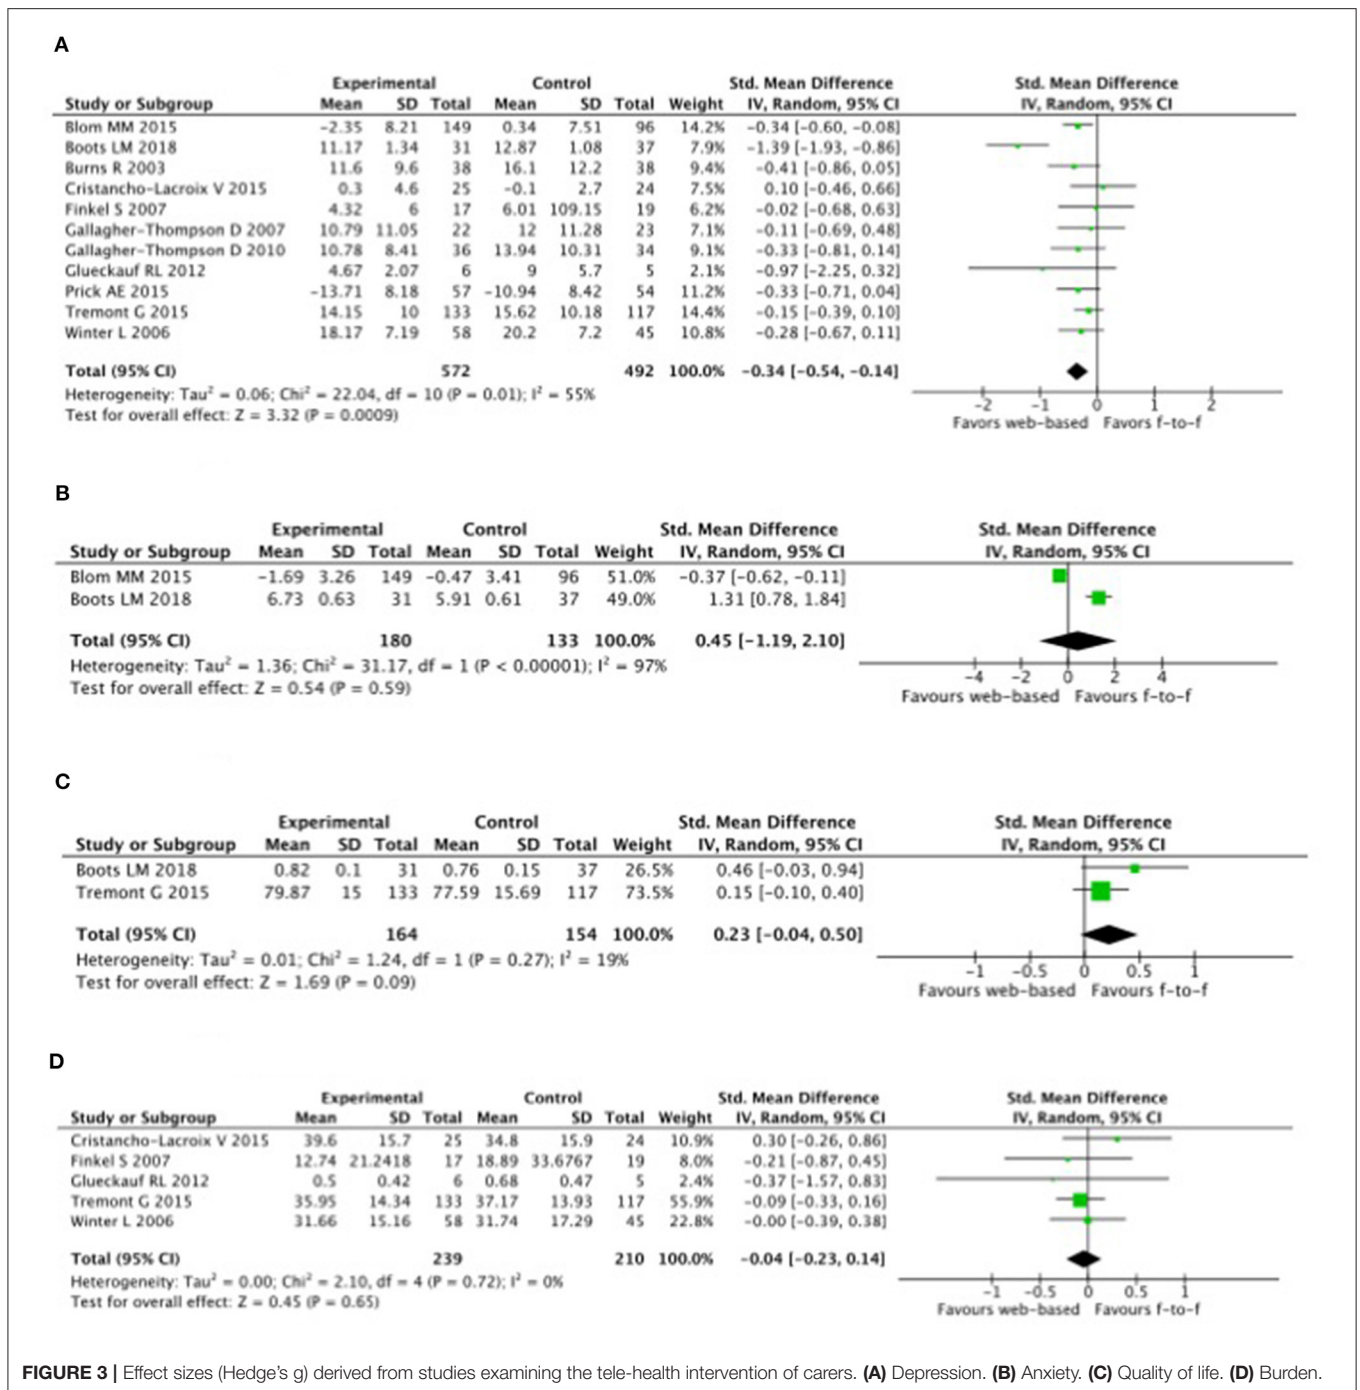 A
Experimental Control Std. Mean Difference Std. Mean Difference
Study or Subgroup Mean SD Total Mean SD Total Weight IV, Random, 95% CI IV, Random, 95% CI
Blom MM 2015 −2.35 8.21 149 0.34 7.51 96 14.2% −0.34 [−0.60, −0.08]
Boots LM 2018 11.17 1.34 31 12.87 1.08 37 7.9% −1.39 [−1.93, −0.86]
Burns R 2003 11.6 9.6 38 16.1 12.2 38 9.4% −0.41 [−0.86, 0.05]
Cristancho-Lacroix V 2015 0.3 4.6 25 −0.1 2.7 24 7.5% 0.10 [−0.46, 0.66]
Finkel S 2007 4.32 6 17 6.01 109.15 19 6.2% −0.02 [−0.68, 0.63]
Gallagher-Thompson D 2007 10.79 11.05 22 12 11.28 23 7.1% −0.11 [−0.69, 0.48]
Gallagher-Thompson D 2010 10.78 8.41 36 13.94 10.31 34 9.1% −0.33 [−0.81, 0.14]
Glueckauf RL 2012 4.67 2.07 6 9 5.7 5 2.1% −0.97 [−2.25, 0.32]
Prick AE 2015 −13.71 8.18 57 −10.94 8.42 54 11.2% −0.33 [−0.71, 0.04]
Tremont G 2015 14.15 10 133 15.62 10.18 117 14.4% −0.15 [−0.39, 0.10]
Winter L 2006 18.17 7.19 58 20.2 7.2 45 10.8% −0.28 [−0.67, 0.11]
Total (95% CI) 572 492 100.0% −0.34 [−0.54, −0.14]
Heterogeneity: Tau² = 0.06; Chi² = 22.04, df = 10 (P = 0.01); I² = 55%
Test for overall effect: Z = 3.32 (P = 0.0009)
−2 −1 0 1 2
Favors web-based Favors f-to-f
B
Experimental Control Std. Mean Difference Std. Mean Difference
Study or Subgroup Mean SD Total Mean SD Total Weight IV, Random, 95% CI IV, Random, 95% CI
Blom MM 2015 −1.69 3.26 149 −0.47 3.41 96 51.0% −0.37 [−0.62, −0.11]
Boots LM 2018 6.73 0.63 31 5.91 0.61 37 49.0% 1.31 [0.78, 1.84]
Total (95% CI) 180 133 100.0% 0.45 [−1.19, 2.10]
Heterogeneity: Tau² = 1.36; Chi² = 31.17, df = 1 (P < 0.00001); I² = 97%
Test for overall effect: Z = 0.54 (P = 0.59)
−4 −2 0 2 4
Favours web-based Favours f-to-f
C
Experimental Control Std. Mean Difference Std. Mean Difference
Study or Subgroup Mean SD Total Mean SD Total Weight IV, Random, 95% CI IV, Random, 95% CI
Boots LM 2018 0.82 0.1 31 0.76 0.15 37 26.5% 0.46 [−0.03, 0.94]
Tremont G 2015 79.87 15 133 77.59 15.69 117 73.5% 0.15 [−0.10, 0.40]
Total (95% CI) 164 154 100.0% 0.23 [−0.04, 0.50]
Heterogeneity: Tau² = 0.01; Chi² = 1.24, df = 1 (P = 0.27); I² = 19%
Test for overall effect: Z = 1.69 (P = 0.09)
−1 −0.5 0 0.5 1
Favours web-based Favours f-to-f
D
Experimental Control Std. Mean Difference Std. Mean Difference
Study or Subgroup Mean SD Total Mean SD Total Weight IV, Random, 95% CI IV, Random, 95% CI
Cristancho-Lacroix V 2015 39.6 15.7 25 34.8 15.9 24 10.9% 0.30 [−0.26, 0.86]
Finkel S 2007 12.74 21.2418 17 18.89 33.6767 19 8.0% −0.21 [−0.87, 0.45]
Glueckauf RL 2012 0.5 0.42 6 0.68 0.47 5 2.4% −0.37 [−1.57, 0.83]
Tremont G 2015 35.95 14.34 133 37.17 13.93 117 55.9% −0.09 [−0.33, 0.16]
Winter L 2006 31.66 15.16 58 31.74 17.29 45 22.8% −0.00 [−0.39, 0.38]
Total (95% CI) 239 210 100.0% −0.04 [−0.23, 0.14]
Heterogeneity: Tau² = 0.00; Chi² = 2.10, df = 4 (P = 0.72); I² = 0%
Test for overall effect: Z = 0.45 (P = 0.65)
−1 −0.5 0 0.5 1
Favours web-based Favours f-to-f
FIGURE 3 | Effect sizes (Hedge's g) derived from studies examining the tele-health intervention of carers. (A) Depression. (B) Anxiety. (C) Quality of life. (D) Burden.